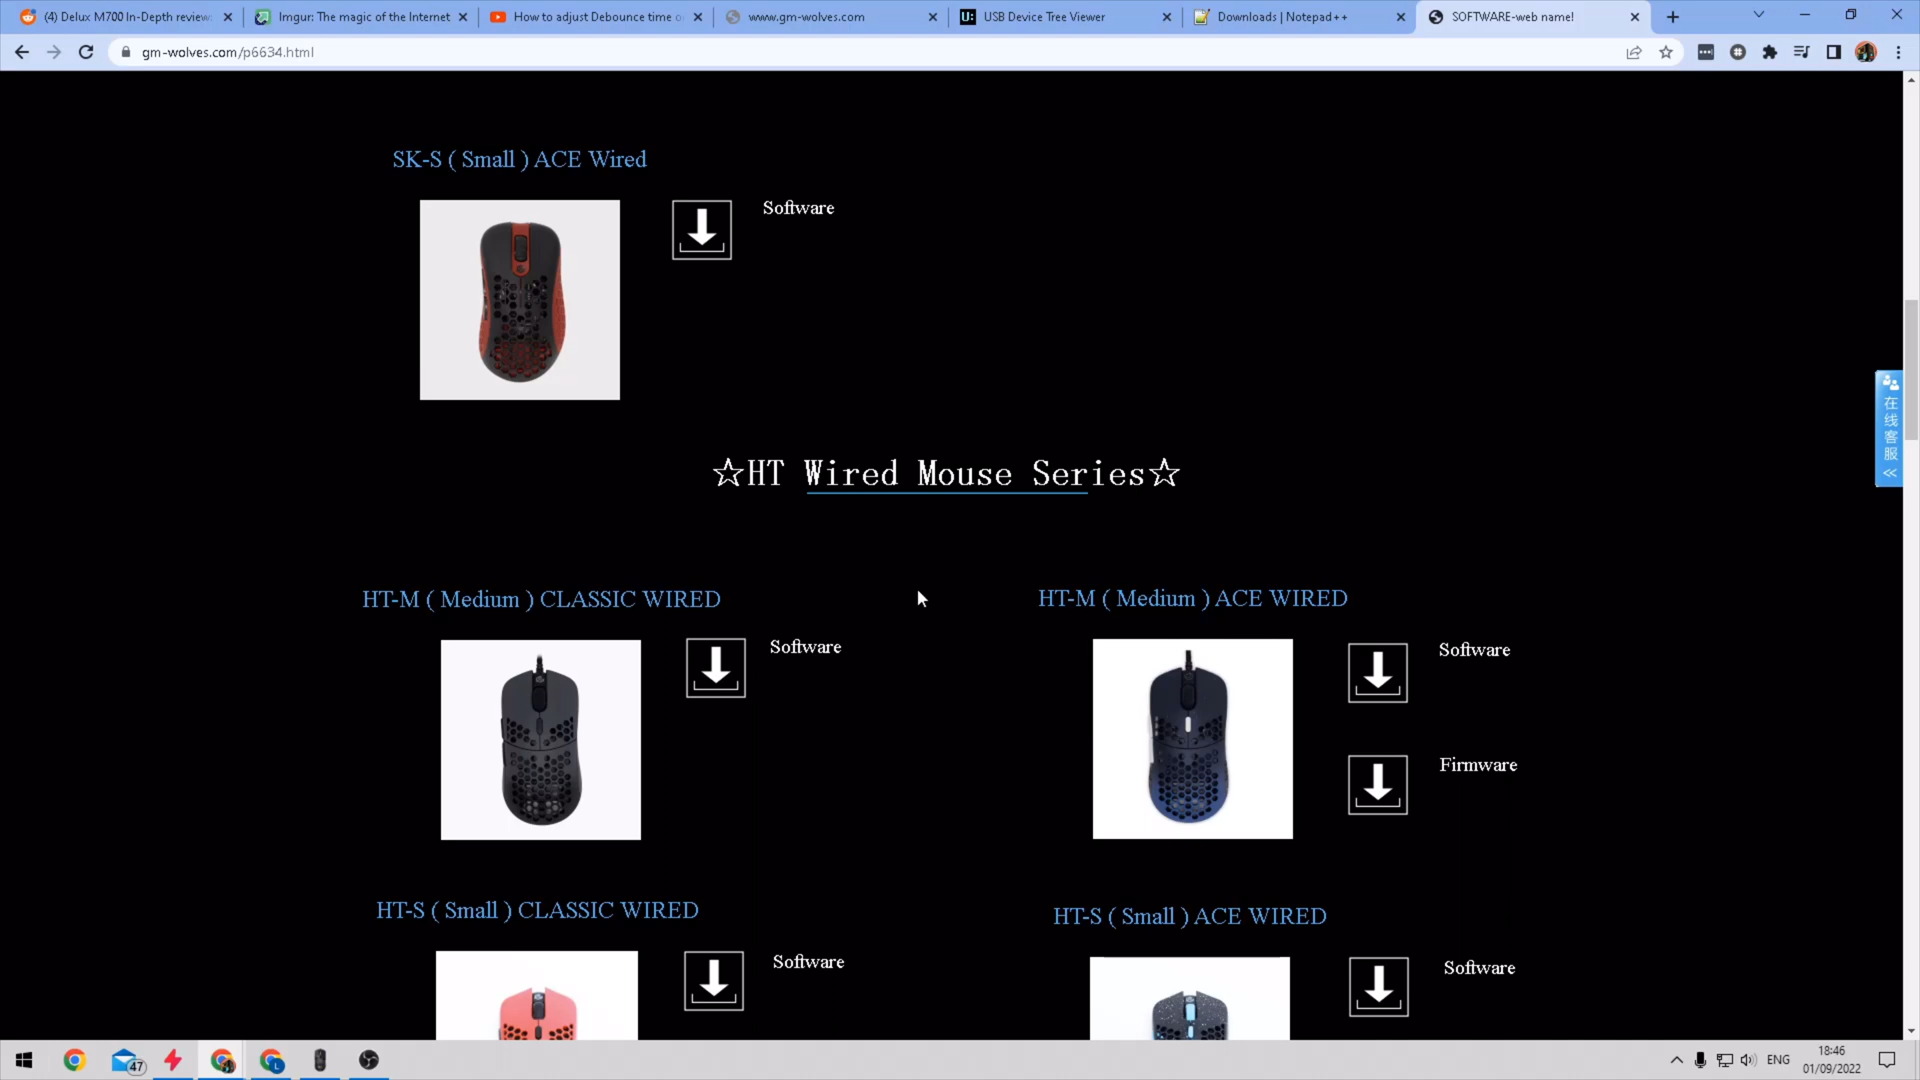 (4) Delux M700 In-Depth review:
Imgur: The magic of the Internet
How to adjust Debounce time o
www.gm-wolves.com
U:
USB Device Tree Viewer
Downloads | Notepad++
SOFTWARE-web name!
gm-wolves.com/p6634.html
SK-S ( Small ) ACE Wired
Software
在线客服
☆HT Wired Mouse Series☆
HT-M ( Medium ) CLASSIC WIRED
HT-M ( Medium ) ACE WIRED
Software
Software
Firmware
HT-S ( Small ) CLASSIC WIRED
HT-S ( Small ) ACE WIRED
Software
Software
47
L
ENG
18:46
01/09/2022